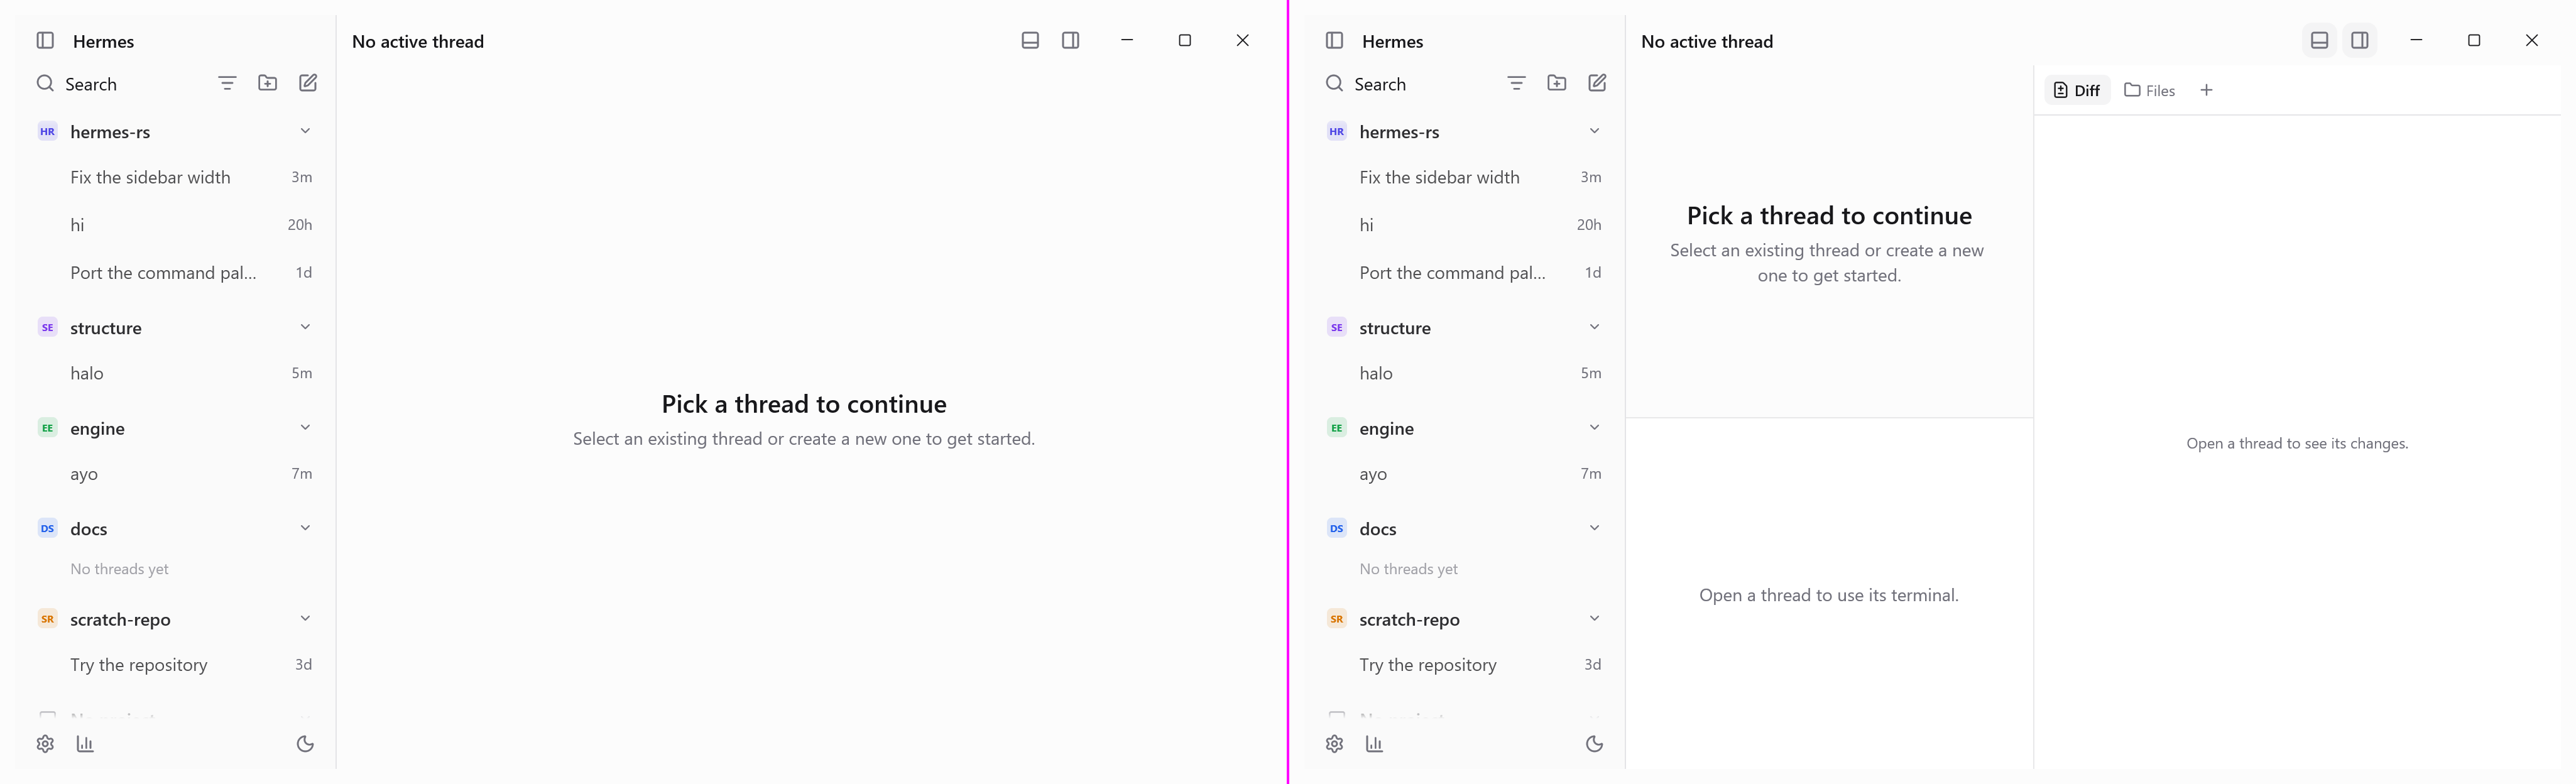 Hermes
No active thread
Search
HR hermes-rs
Fix the sidebar width 3m
hi 20h
Port the command pal... 1d
SE structure
halo 5m
EE engine
ayo 7m
DS docs
No threads yet
SR scratch-repo
Try the repository 3d
Pick a thread to continue
Select an existing thread or create a new one to get started.
Hermes
No active thread
Search
HR hermes-rs
Fix the sidebar width 3m
hi 20h
Port the command pal... 1d
SE structure
halo 5m
EE engine
ayo 7m
DS docs
No threads yet
SR scratch-repo
Try the repository 3d
Pick a thread to continue
Select an existing thread or create a new
one to get started.
Open a thread to use its terminal.
Diff Files
Open a thread to see its changes.